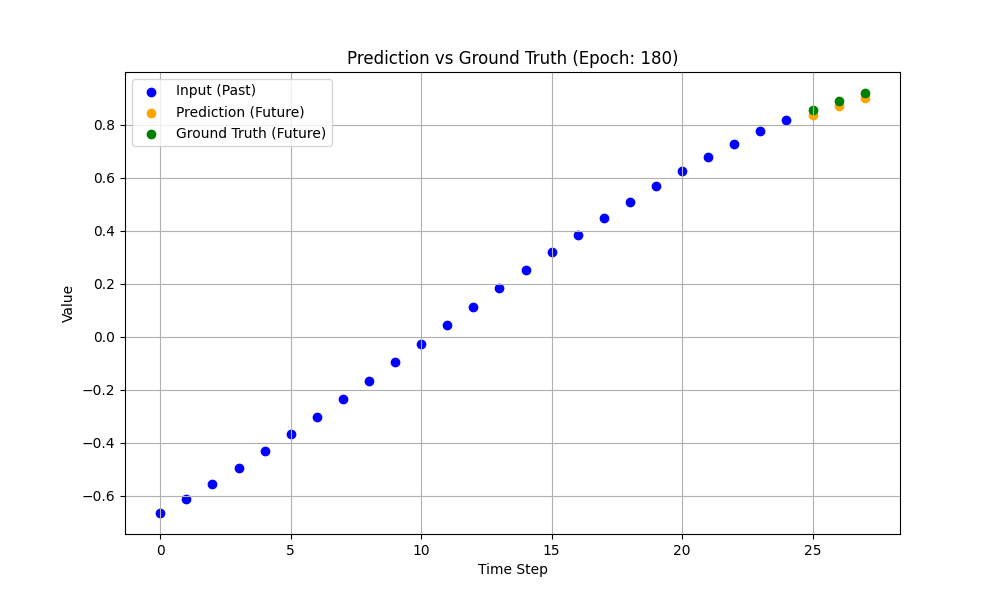 Prediction vs Ground Truth (Epoch: 180)
Input (Past)
Prediction (Future)
Ground Truth (Future)
Value
0.8
0.6
0.4
0.2
0.0
−0.2
−0.4
−0.6
0 5 10 15 20 25
Time Step